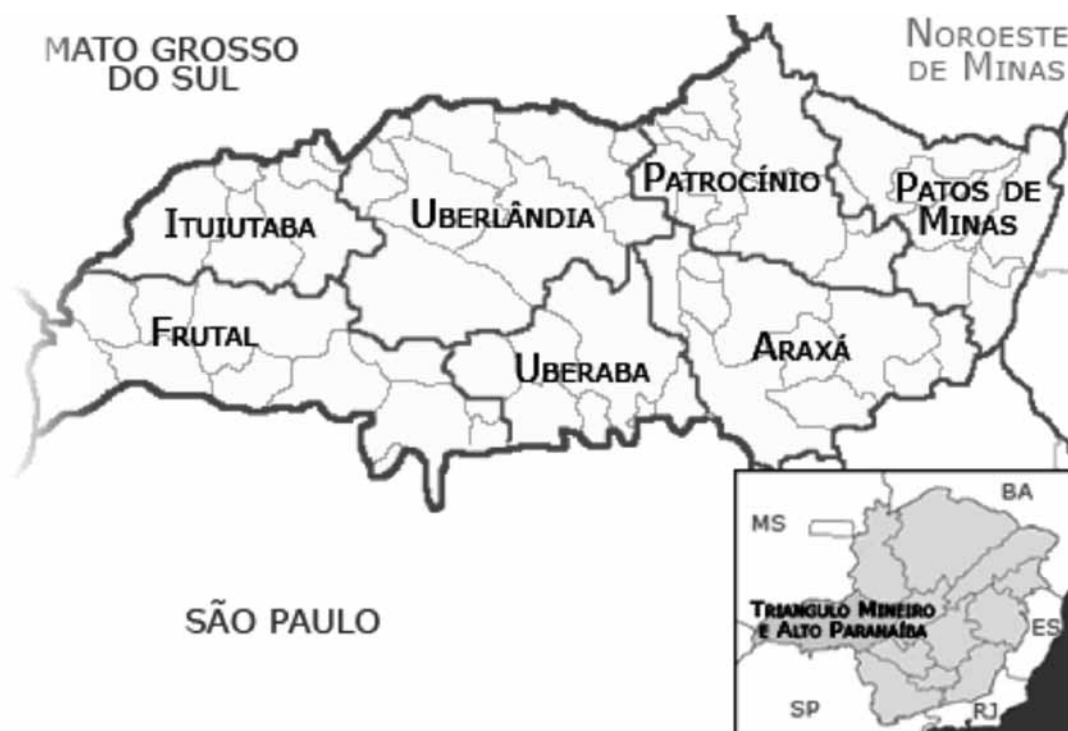 MATO GROSSO
DO SUL
NOROESTE
DE MINAS
PATROCÍNIO
PATOS DE
MINAS
ITUIUTABA
UBERLÂNDIA
FRUTAL
UBERABA
ARAXÁ
SÃO PAULO
BA
MS
TRIANGULO MINEIRO
E ALTO PARANAÍBA
ES
SP
RJ